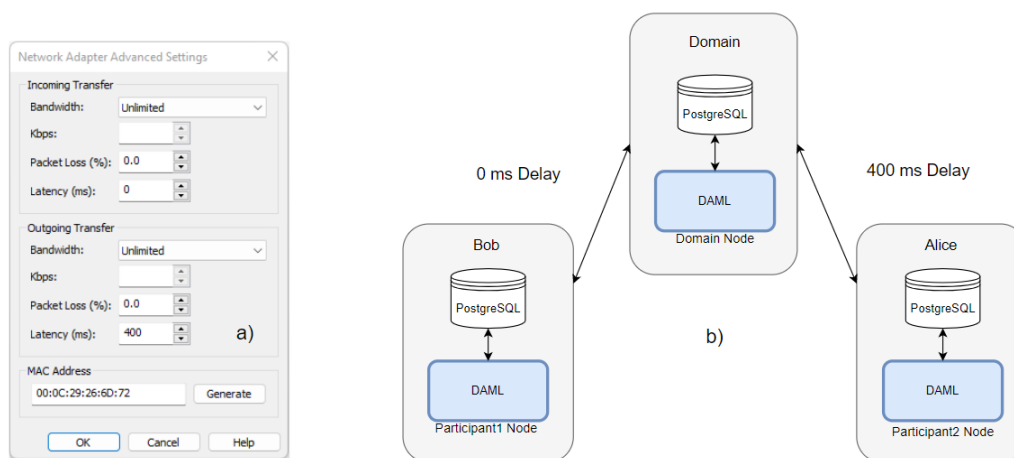 Network Adapter Advanced Settings
Incoming Transfer
Bandwidth: Unlimited
Kbps:
Packet Loss (%): 0.0
Latency (ms): 0
Outgoing Transfer
Bandwidth: Unlimited
Kbps:
Packet Loss (%): 0.0
Latency (ms): 400
a)
MAC Address
00:0C:29:26:6D:72 Generate
OK Cancel Help
Domain
PostgreSQL
DAML
Domain Node
0 ms Delay
400 ms Delay
Bob
PostgreSQL
DAML
Participant1 Node
b)
Alice
PostgreSQL
DAML
Participant2 Node